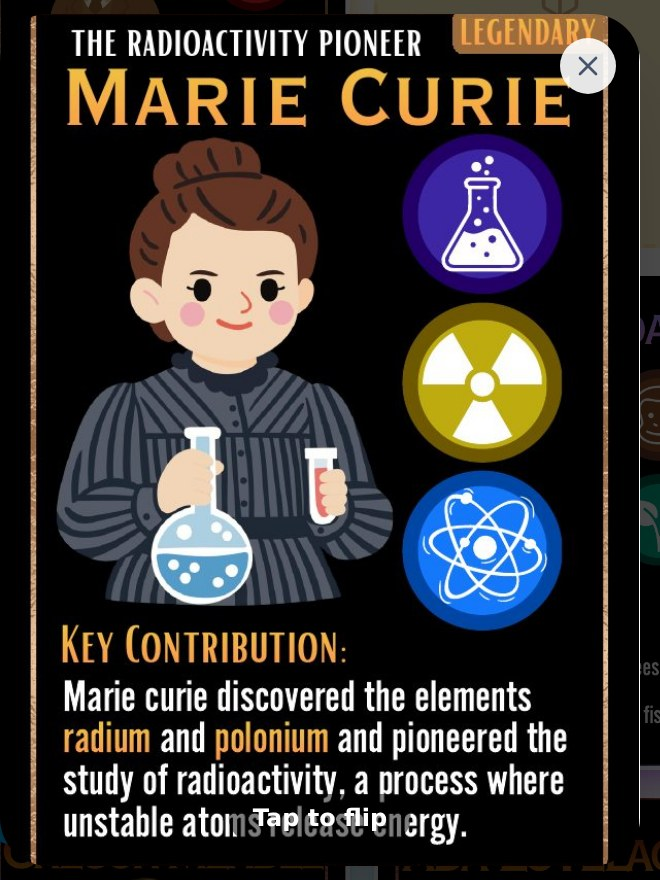 THE RADIOACTIVITY PIONEER
LEGENDARY
MARIE CURIE
KEY CONTRIBUTION:
Marie curie discovered the elements
radium and polonium and pioneered the
study of radioactivity, a process where
unstable atoms release energy.
Tap to flip